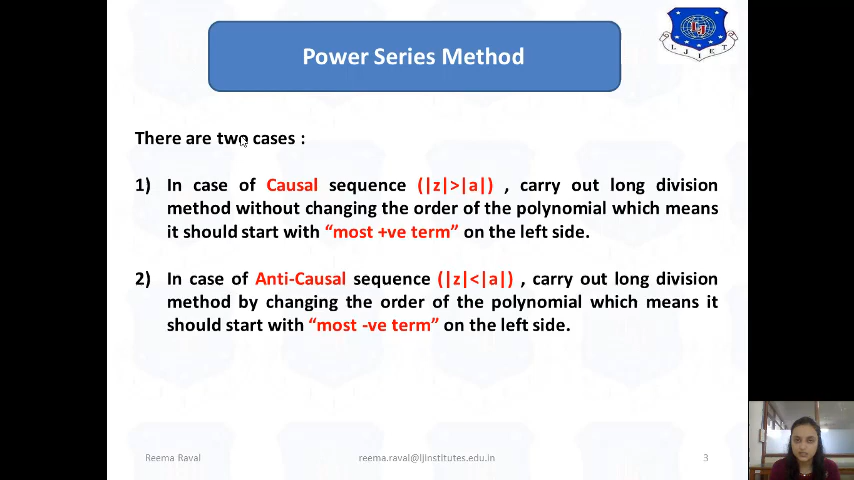 Power Series Method
L J I E T
There are two cases :
1) In case of Causal sequence (|z|>|a|) , carry out long division
method without changing the order of the polynomial which means
it should start with “most +ve term” on the left side.
2) In case of Anti-Causal sequence (|z|<|a|) , carry out long division
method by changing the order of the polynomial which means it
should start with “most -ve term” on the left side.
Reema Raval
reema.raval@ljinstitutes.edu.in
3